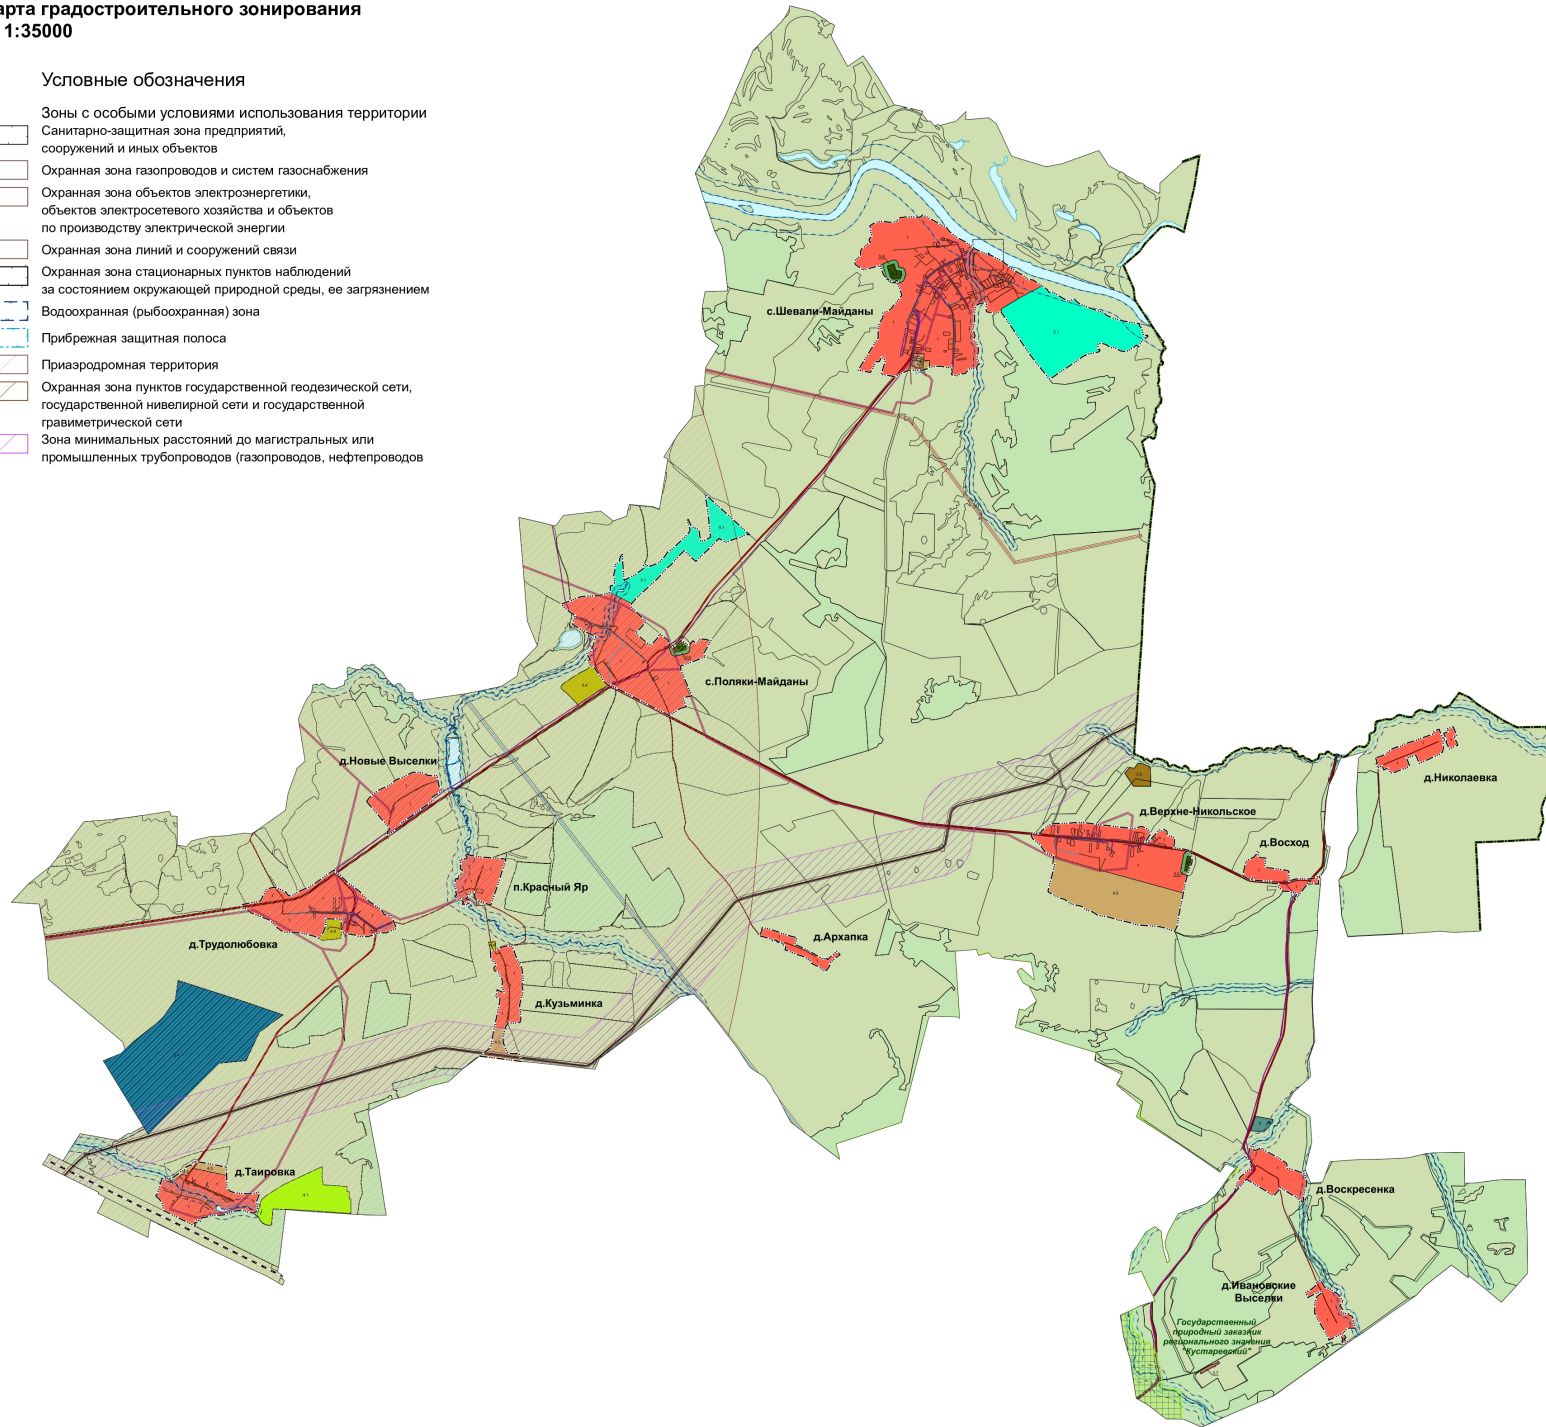 арта градостроительного зонирования
1:35000
Условные обозначения
Зоны с особыми условиями использования территории
Санитарно-защитная зона предприятий,
сооружений и иных объектов
Охранная зона газопроводов и систем газоснабжения
Охранная зона объектов электроэнергетики,
объектов электросетевого хозяйства и объектов
по производству электрической энергии
Охранная зона линий и сооружений связи
Охранная зона стационарных пунктов наблюдений
за состоянием окружающей природной среды, ее загрязнением
Водоохранная (рыбоохранная) зона
Прибрежная защитная полоса
Приаэродромная территория
Охранная зона пунктов государственной геодезической сети,
государственной нивелирной сети и государственной
гравиметрической сети
Зона минимальных расстояний до магистральных или
промышленных трубопроводов (газопроводов, нефтепроводов
с.Шевали-Майданы
с.Поляки-Майданы
д.Новые Выселки
д.Николаевка
д.Верхне-Никольское
д.Восход
п.Красный Яр
д.Архапка
д.Трудолюбовка
д.Кузьминка
д.Таировка
д.Воскресенка
д.Ивановские
Выселки
Государственный
природный заказник
регионального значения
"Кустаревский"